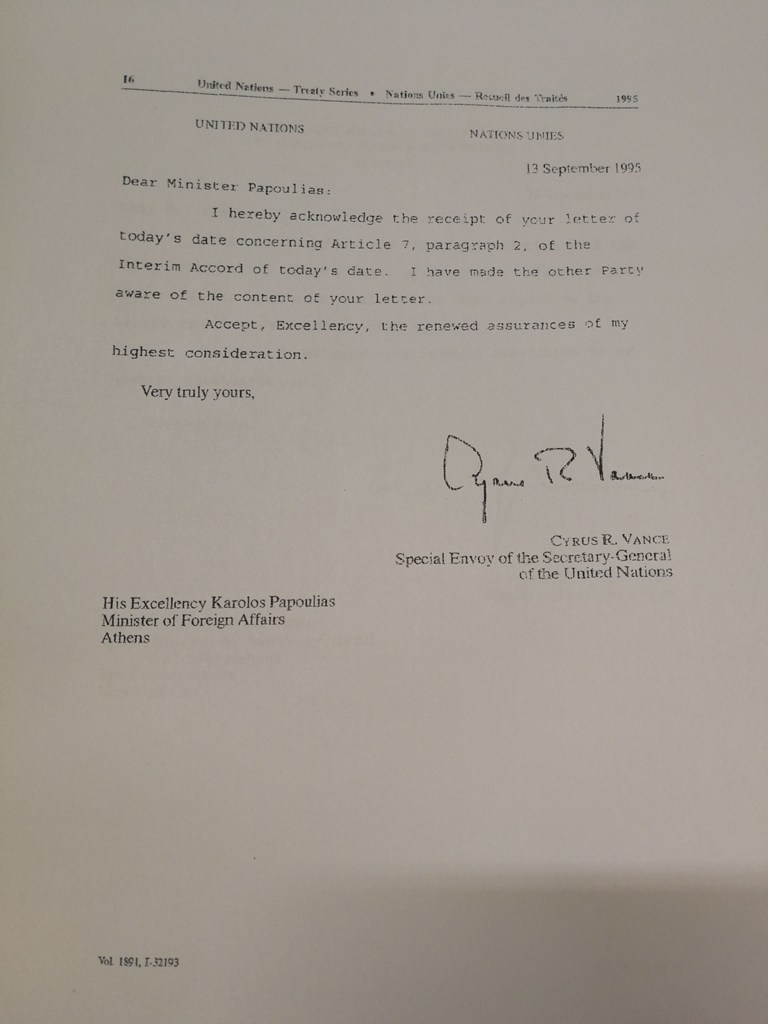 16 United Nations — Treaty Series • Nations Unies — Recueil des Traités 1995
UNITED NATIONS NATIONS UNIES
13 September 1995
Dear Minister Papoulias:
I hereby acknowledge the receipt of your letter of
today's date concerning Article 7, paragraph 2, of the
Interim Accord of today's date. I have made the other Party
aware of the content of your letter.
Accept, Excellency, the renewed assurances of my
highest consideration.
Very truly yours,
Cyrus R Vance
CYRUS R. VANCE
Special Envoy of the Secretary-General
of the United Nations
His Excellency Karolos Papoulias
Minister of Foreign Affairs
Athens
Vol. 1891, I-32193